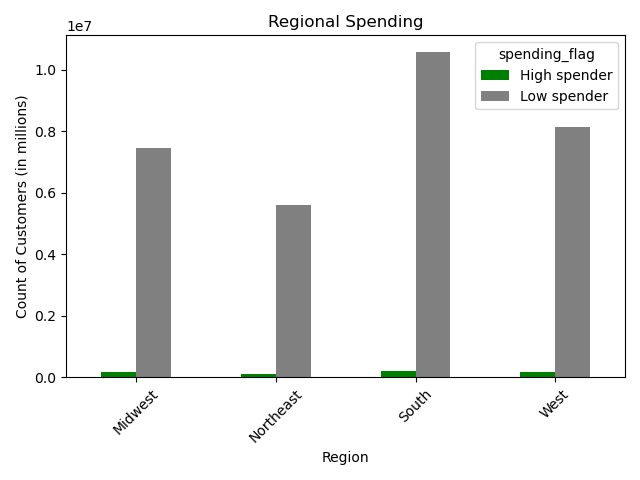 Regional Spending
1e7
spending_flag
High spender
Low spender
1.0
0.8
0.6
0.4
0.2
0.0
Count of Customers (in millions)
Midwest
Northeast
South
West
Region